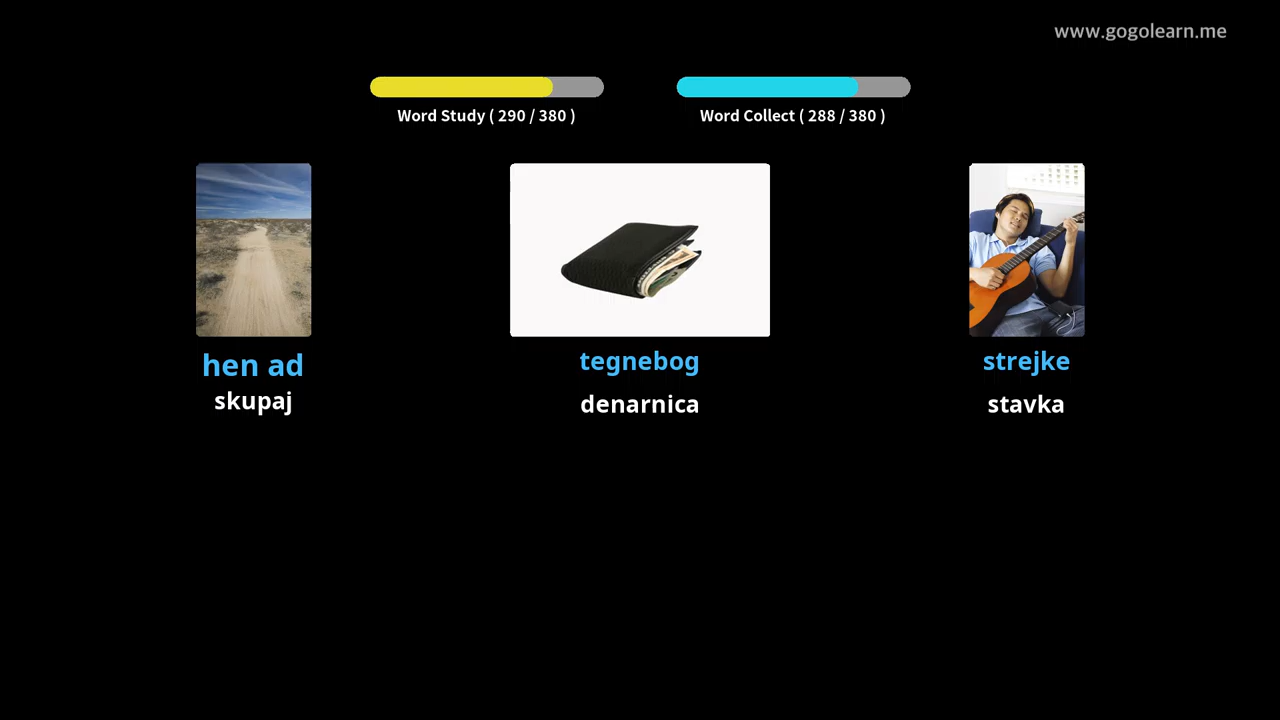 www.gogolearn.me
Word Study ( 290 / 380 )
Word Collect ( 288 / 380 )
hen ad
skupaj
tegnebog
denarnica
strejke
stavka